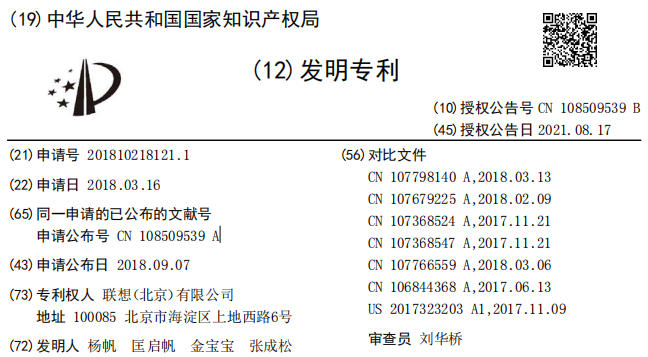 (19)中华人民共和国国家知识产权局
(12)发明专利
(10)授权公告号 CN 108509539 B
(45)授权公告日 2021.08.17
(21)申请号 201810218121.1
(22)申请日 2018.03.16
(65)同一申请的已公布的文献号
申请公布号 CN 108509539 A
(43)申请公布日 2018.09.07
(73)专利权人 联想(北京)有限公司
地址 100085 北京市海淀区上地西路6号
(72)发明人 杨帆 匡启帆 金宝宝 张成松
(56)对比文件
CN 107798140 A,2018.03.13
CN 107679225 A,2018.02.09
CN 107368524 A,2017.11.21
CN 107368547 A,2017.11.21
CN 107766559 A,2018.03.06
CN 106844368 A,2017.06.13
US 2017323203 A1,2017.11.09
审查员 刘华桥